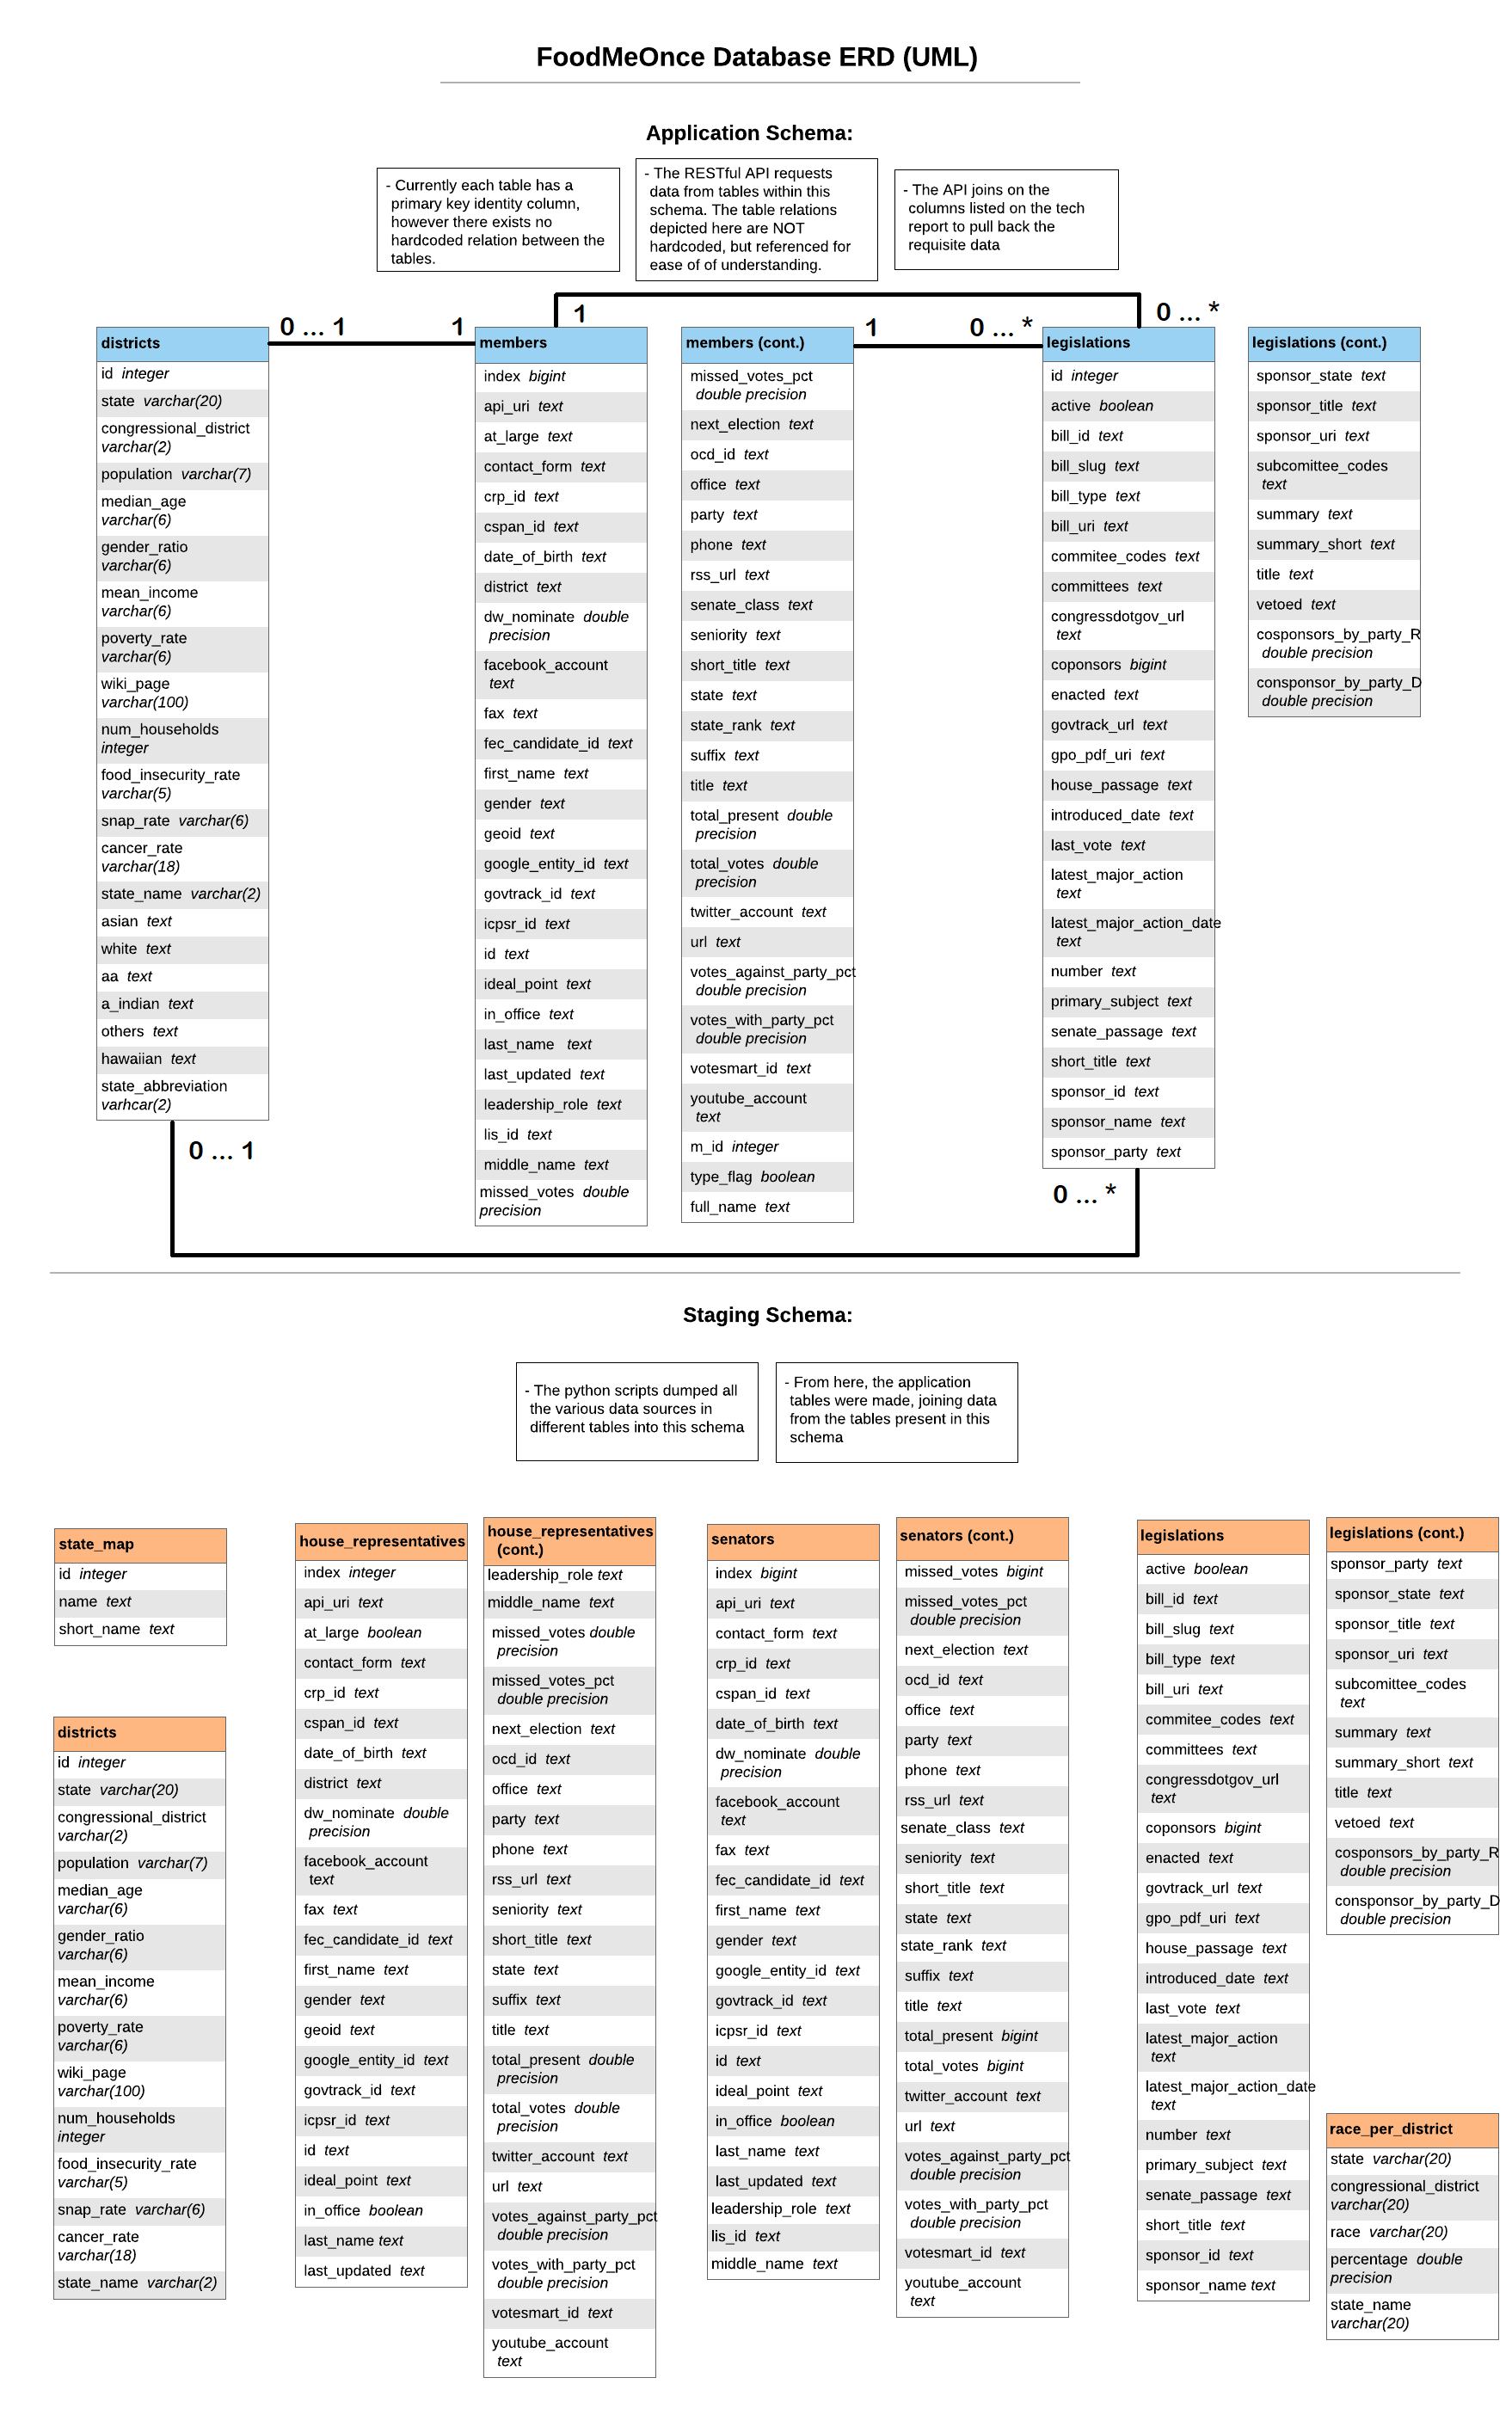 FoodMeOnce Database ERD (UML)
Application Schema:
- Currently each table has a
primary key identity column,
however there exists no
hardcoded relation between the
tables.
- The RESTful API requests
data from tables within this
schema. The table relations
depicted here are NOT
hardcoded, but referenced for
ease of of understanding.
- The API joins on the
columns listed on the tech
report to pull back the
requisite data
0 ... 1
1
1
1
0 ... *
0 ... *
districts
id integer
state varchar(20)
congressional_district
varchar(2)
population varchar(7)
median_age
varchar(6)
gender_ratio
varchar(6)
mean_income
varchar(6)
poverty_rate
varchar(6)
wiki_page
varchar(100)
num_households
integer
food_insecurity_rate
varchar(5)
snap_rate varchar(6)
cancer_rate
varchar(18)
state_name varchar(2)
asian text
white text
aa text
a_indian text
others text
hawaiian text
state_abbreviation
varhcar(2)
0 ... 1
members
index bigint
api_uri text
at_large text
contact_form text
crp_id text
cspan_id text
date_of_birth text
district text
dw_nominate double
precision
facebook_account
text
fax text
fec_candidate_id text
first_name text
gender text
geoid text
google_entity_id text
govtrack_id text
icpsr_id text
id text
ideal_point text
in_office text
last_name text
last_updated text
leadership_role text
lis_id text
middle_name text
missed_votes double
precision
members (cont.)
missed_votes_pct
double precision
next_election text
ocd_id text
office text
party text
phone text
rss_url text
senate_class text
seniority text
short_title text
state text
state_rank text
suffix text
title text
total_present double
precision
total_votes double
precision
twitter_account text
url text
votes_against_party_pct
double precision
votes_with_party_pct
double precision
votesmart_id text
youtube_account
text
m_id integer
type_flag boolean
full_name text
legislations
id integer
active boolean
bill_id text
bill_slug text
bill_type text
bill_uri text
commitee_codes text
committees text
congressdotgov_url
text
coponsors bigint
enacted text
govtrack_url text
gpo_pdf_uri text
house_passage text
introduced_date text
last_vote text
latest_major_action
text
latest_major_action_date
text
number text
primary_subject text
senate_passage text
short_title text
sponsor_id text
sponsor_name text
sponsor_party text
0 ... *
legislations (cont.)
sponsor_state text
sponsor_title text
sponsor_uri text
subcomittee_codes
text
summary text
summary_short text
title text
vetoed text
cosponsors_by_party_R
double precision
consponsor_by_party_D
double precision
Staging Schema:
- The python scripts dumped all
the various data sources in
different tables into this schema
- From here, the application
tables were made, joining data
from the tables present in this
schema
state_map
id integer
name text
short_name text
districts
id integer
state varchar(20)
congressional_district
varchar(2)
population varchar(7)
median_age
varchar(6)
gender_ratio
varchar(6)
mean_income
varchar(6)
poverty_rate
varchar(6)
wiki_page
varchar(100)
num_households
integer
food_insecurity_rate
varchar(5)
snap_rate varchar(6)
cancer_rate
varchar(18)
state_name varchar(2)
house_representatives
index integer
api_uri text
at_large boolean
contact_form text
crp_id text
cspan_id text
date_of_birth text
district text
dw_nominate double
precision
facebook_account
text
fax text
fec_candidate_id text
first_name text
gender text
geoid text
google_entity_id text
govtrack_id text
icpsr_id text
id text
ideal_point text
in_office boolean
last_name text
last_updated text
house_representatives
(cont.)
leadership_role text
middle_name text
missed_votes double
precision
missed_votes_pct
double precision
next_election text
ocd_id text
office text
party text
phone text
rss_url text
seniority text
short_title text
state text
suffix text
title text
total_present double
precision
total_votes double
precision
twitter_account text
url text
votes_against_party_pct
double precision
votes_with_party_pct
double precision
votesmart_id text
youtube_account
text
senators
index bigint
api_uri text
contact_form text
crp_id text
cspan_id text
date_of_birth text
dw_nominate double
precision
facebook_account
text
fax text
fec_candidate_id text
first_name text
gender text
google_entity_id text
govtrack_id text
icpsr_id text
id text
ideal_point text
in_office boolean
last_name text
last_updated text
leadership_role text
lis_id text
middle_name text
senators (cont.)
missed_votes bigint
missed_votes_pct
double precision
next_election text
ocd_id text
office text
party text
phone text
rss_url text
senate_class text
seniority text
short_title text
state text
state_rank text
suffix text
title text
total_present bigint
total_votes bigint
twitter_account text
url text
votes_against_party_pct
double precision
votes_with_party_pct
double precision
votesmart_id text
youtube_account
text
legislations
active boolean
bill_id text
bill_slug text
bill_type text
bill_uri text
commitee_codes text
committees text
congressdotgov_url
text
coponsors bigint
enacted text
govtrack_url text
gpo_pdf_uri text
house_passage text
introduced_date text
last_vote text
latest_major_action
text
latest_major_action_date
text
number text
primary_subject text
senate_passage text
short_title text
sponsor_id text
sponsor_name text
legislations (cont.)
sponsor_party text
sponsor_state text
sponsor_title text
sponsor_uri text
subcomittee_codes
text
summary text
summary_short text
title text
vetoed text
cosponsors_by_party_R
double precision
consponsor_by_party_D
double precision
race_per_district
state varchar(20)
congressional_district
varchar(20)
race varchar(20)
percentage double
precision
state_name
varchar(20)